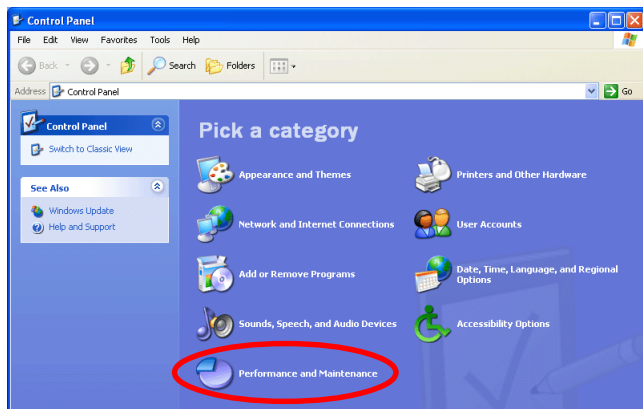 Control Panel
File Edit View Favorites Tools Help
Back Search Folders
Address Control Panel Go
Control Panel
Switch to Classic View
See Also
Windows Update
Help and Support
Pick a category
Appearance and Themes
Printers and Other Hardware
Network and Internet Connections
User Accounts
Add or Remove Programs
Date, Time, Language, and Regional
Options
Sounds, Speech, and Audio Devices
Accessibility Options
Performance and Maintenance